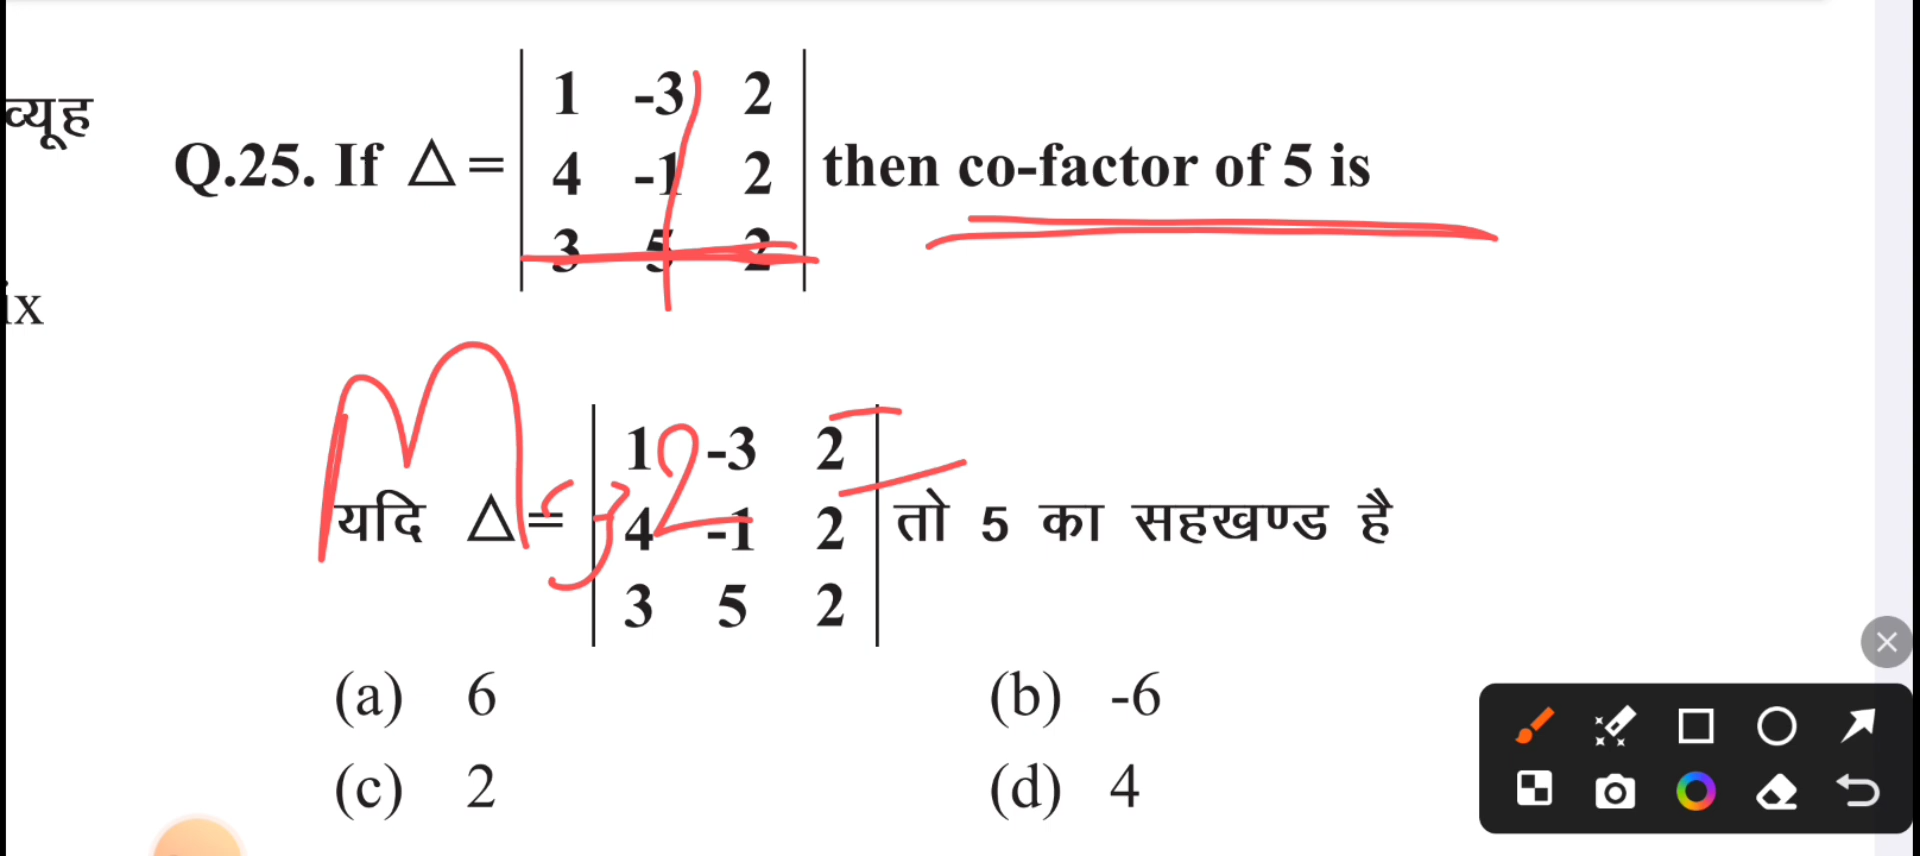 व्यूह
Q.25. If △ = | 1 -3 2 | then co-factor of 5 is
4 -1 2
3 5 2
ix
यदि △ = | 1 -3 2 | तो 5 का सहखण्ड है
4 -1 2
3 5 2
M 32 =
(a) 6 (b) -6
(c) 2 (d) 4